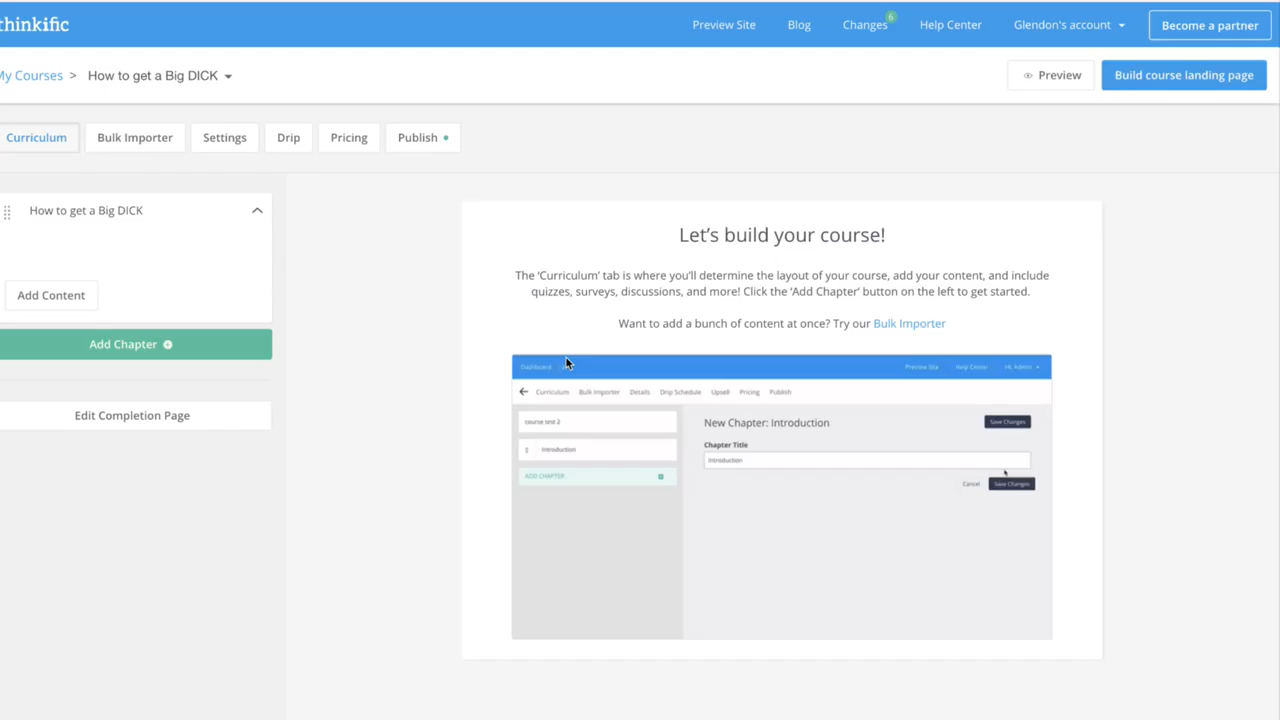 thinkific
Preview Site
Blog
Changes
6
Help Center
Glendon's account
Become a partner
My Courses > How to get a Big DICK
Preview
Build course landing page
Curriculum
Bulk Importer
Settings
Drip
Pricing
Publish
How to get a Big DICK
Add Content
Add Chapter
Edit Completion Page
Let's build your course!
The 'Curriculum' tab is where you'll determine the layout of your course, add your content, and include
quizzes, surveys, discussions, and more! Click the 'Add Chapter' button on the left to get started.
Want to add a bunch of content at once? Try our Bulk Importer
Dashboard
Preview Site
Help Center
Hi, Admin
Curriculum
Bulk Importer
Details
Drip Schedule
Upsell
Pricing
Publish
course test 2
Introduction
ADD CHAPTER
New Chapter: Introduction
Save Changes
Chapter Title
Introduction
Cancel
Save Changes